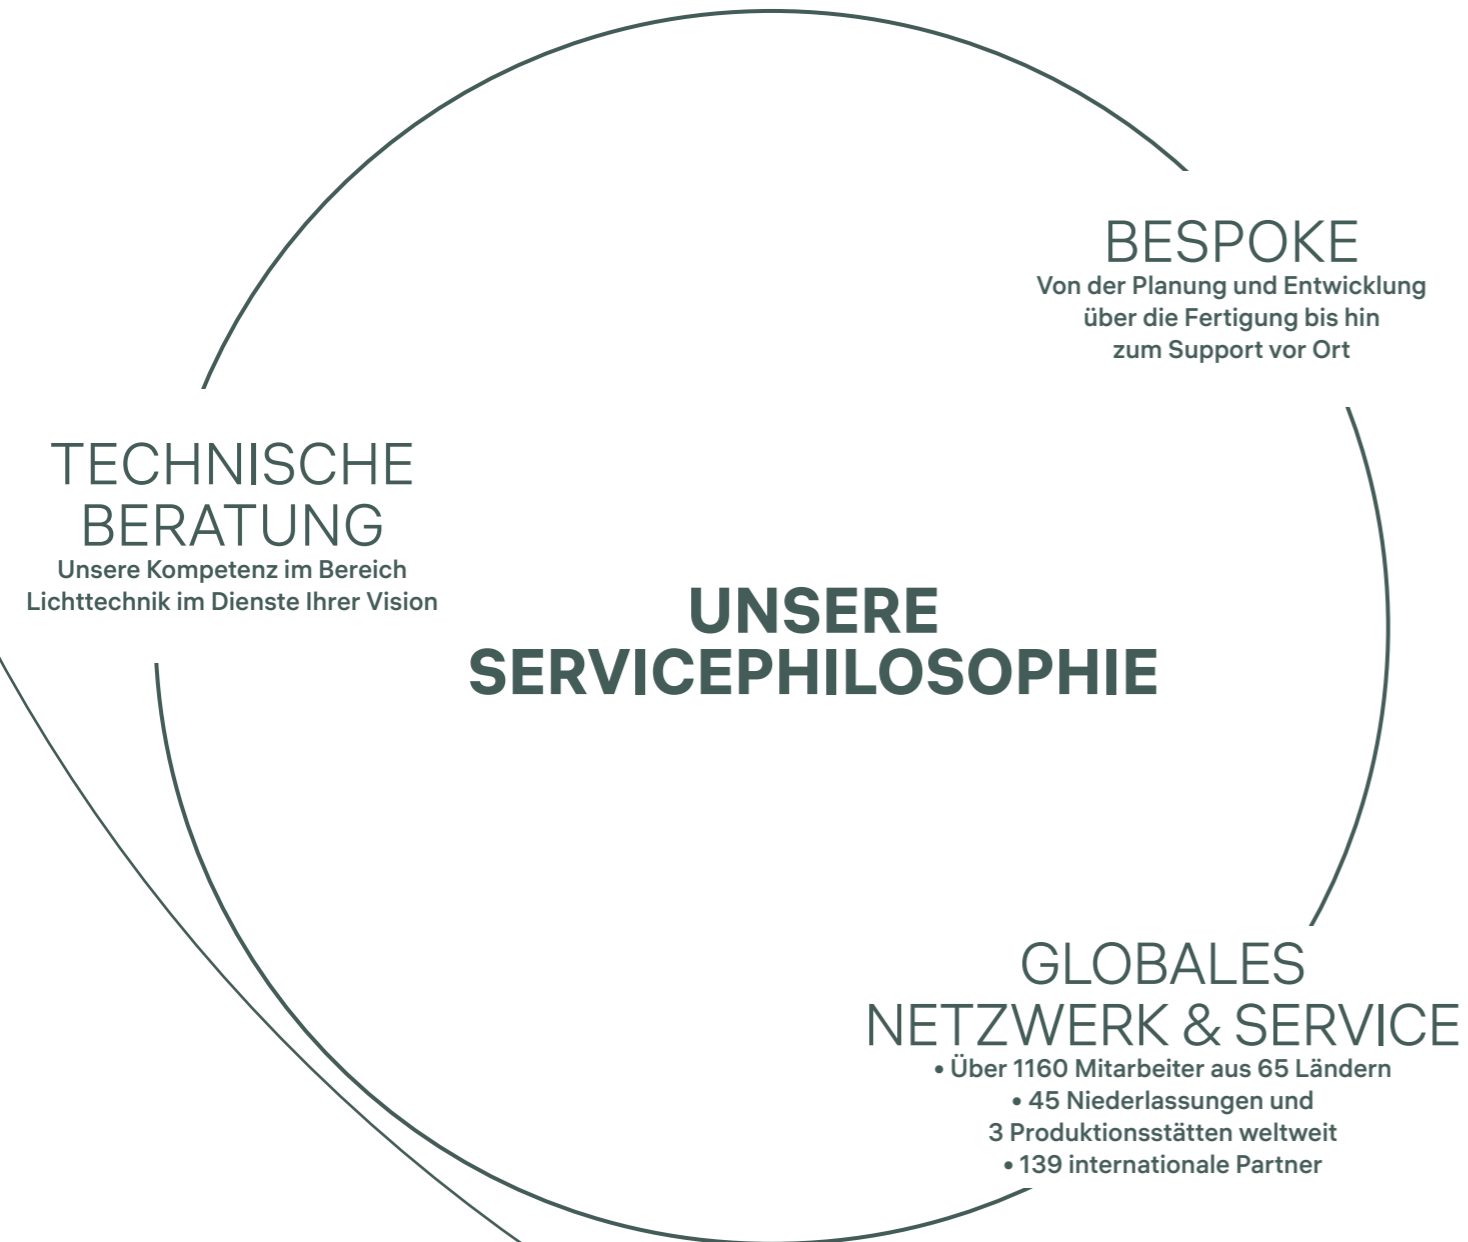 BESPOKE
Von der Planung und Entwicklung
über die Fertigung bis hin
zum Support vor Ort
TECHNISCHE
BERATUNG
Unsere Kompetenz im Bereich
Lichttechnik im Dienste Ihrer Vision
UNSERE
SERVICEPHILOSOPHIE
GLOBALES
NETZWERK & SERVICE
• Über 1160 Mitarbeiter aus 65 Ländern
• 45 Niederlassungen und
3 Produktionsstätten weltweit
• 139 internationale Partner